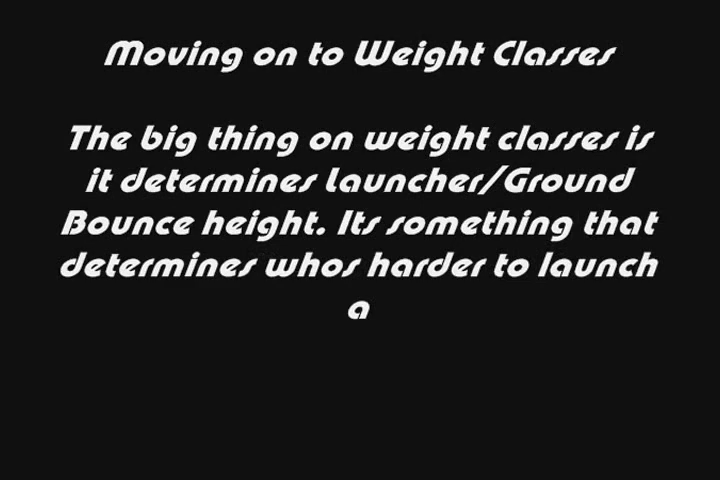 Moving on to Weight Classes
The big thing on weight classes is
it determines Launcher/Ground
Bounce height. Its something that
determines whos harder to launch
a